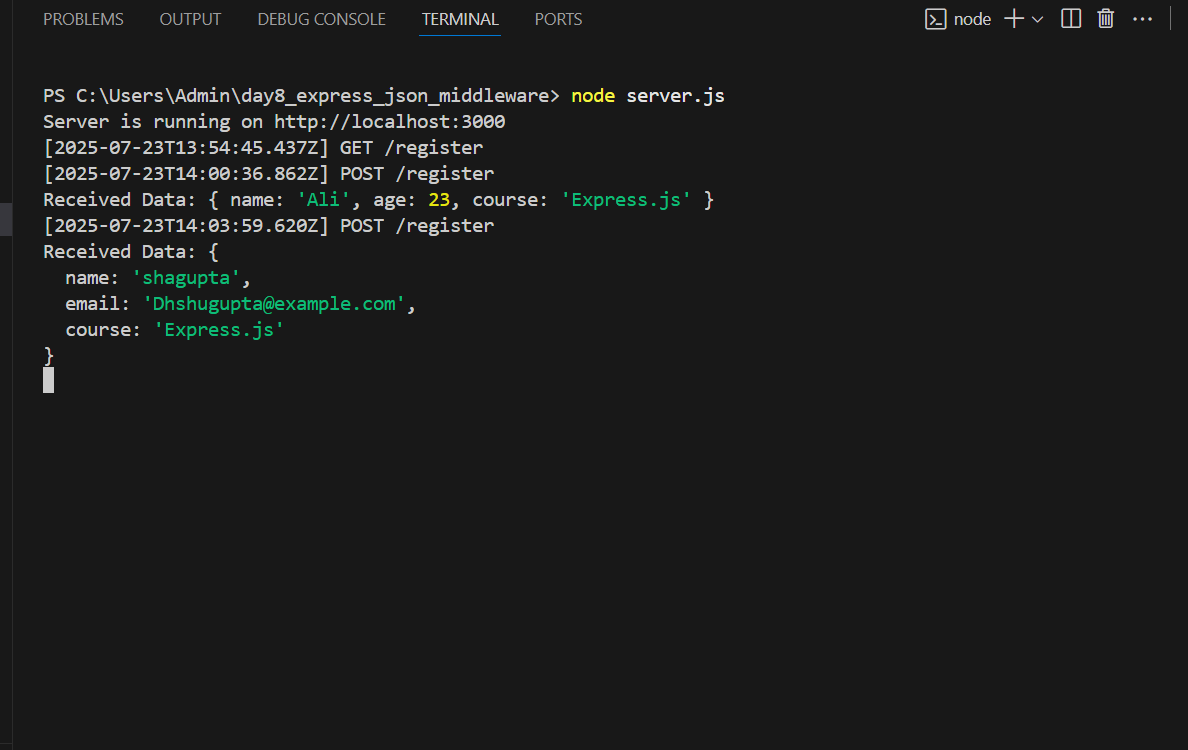 PROBLEMS OUTPUT DEBUG CONSOLE TERMINAL PORTS node
PS C:\Users\Admin\day8_express_json_middleware> node server.js
Server is running on http://localhost:3000
[2025-07-23T13:54:45.437Z] GET /register
[2025-07-23T14:00:36.862Z] POST /register
Received Data: { name: 'Ali', age: 23, course: 'Express.js' }
[2025-07-23T14:03:59.620Z] POST /register
Received Data: {
  name: 'shagupta',
  email: 'Dhshugupta@example.com',
  course: 'Express.js'
}